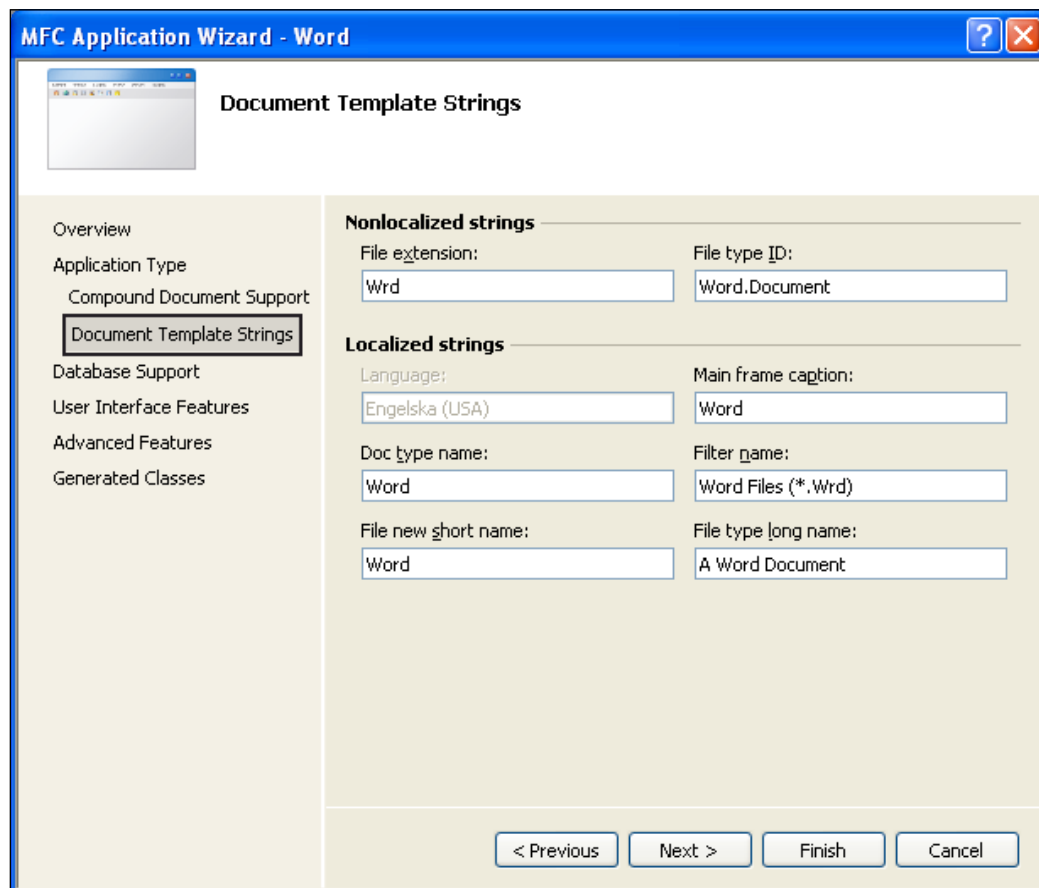 MFC Application Wizard - Word
Document Template Strings
Overview
Application Type
Compound Document Support
Document Template Strings
Database Support
User Interface Features
Advanced Features
Generated Classes
Nonlocalized strings
File extension: File type ID:
Wrd Word.Document
Localized strings
Language: Main frame caption:
Engelska (USA) Word
Doc type name: Filter name:
Word Word Files (*.Wrd)
File new short name: File type long name:
Word A Word Document
< Previous Next > Finish Cancel